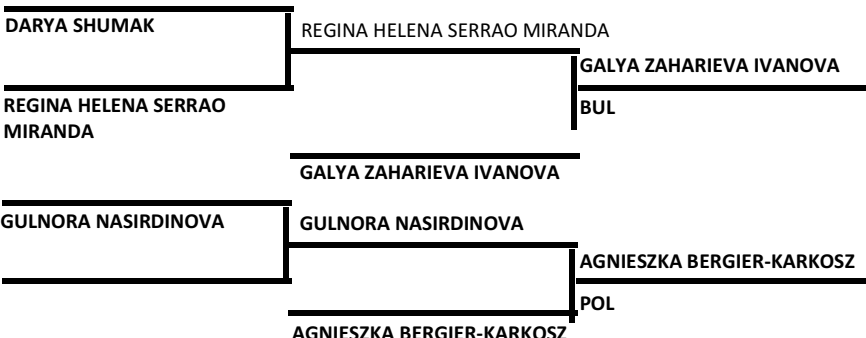 DARYA SHUMAK
REGINA HELENA SERRAO MIRANDA
GALYA ZAHARIEVA IVANOVA
REGINA HELENA SERRAO
MIRANDA
BUL
GALYA ZAHARIEVA IVANOVA
GULNORA NASIRDINOVA
GULNORA NASIRDINOVA
AGNIESZKA BERGIER-KARKOSZ
POL
AGNIESZKA BERGIER-KARKOSZ